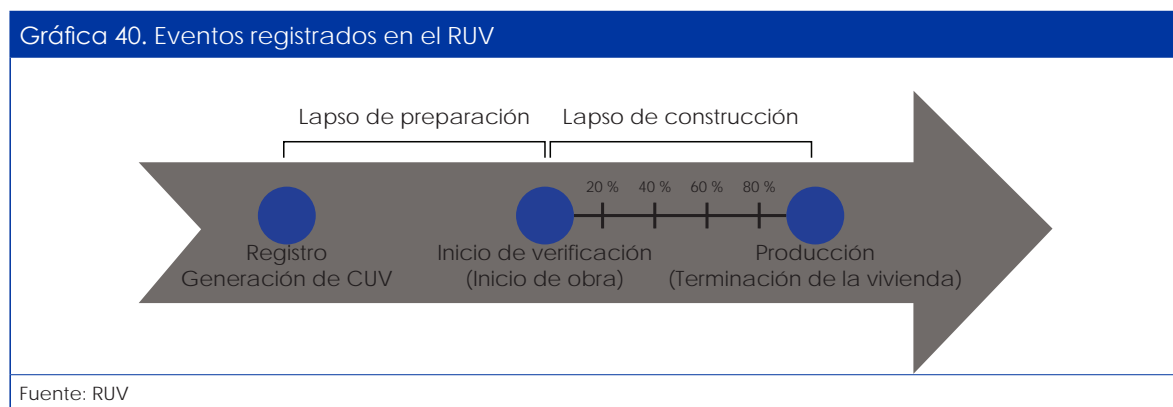 Gráfica 40. Eventos registrados en el RUV
Lapso de preparación
Lapso de construcción
20 %
40 %
60 %
80 %
Registro
Generación de CUV
Inicio de verificación
(Inicio de obra)
Producción
(Terminación de la vivienda)
Fuente: RUV